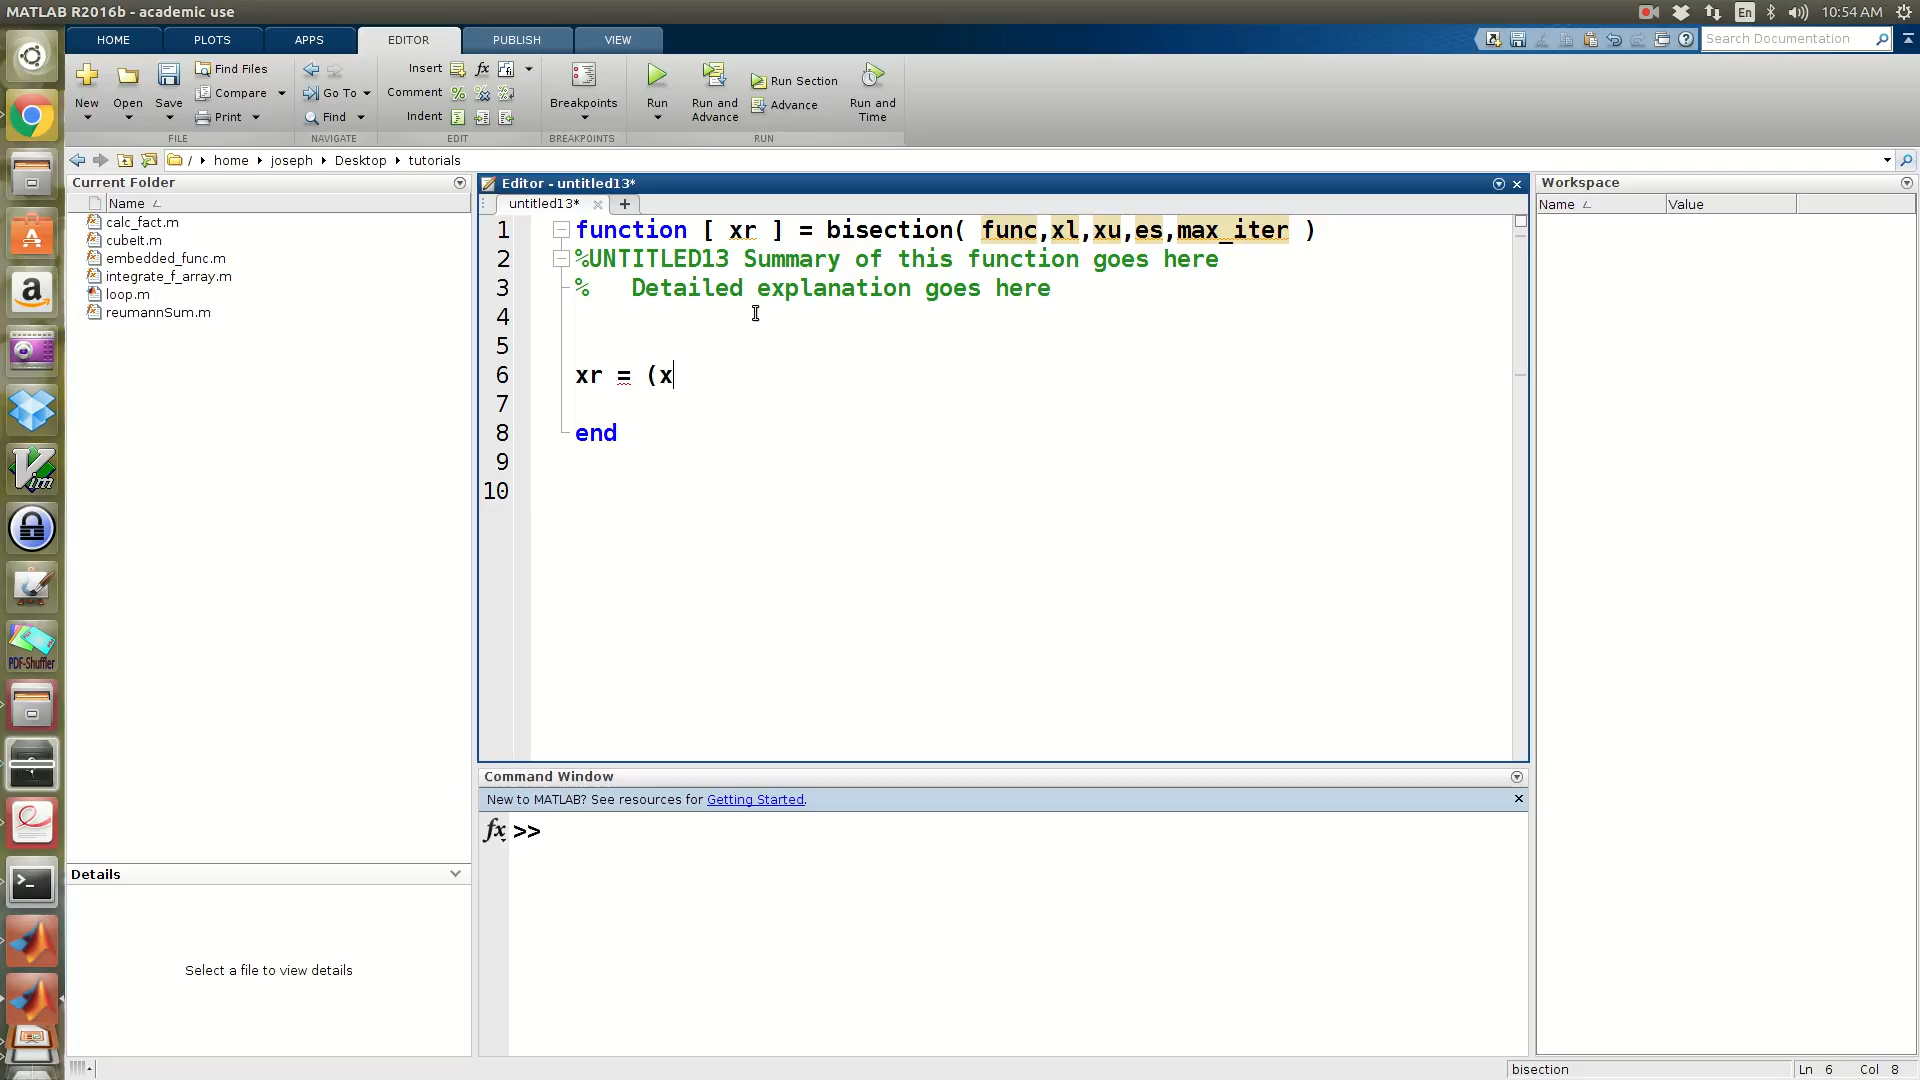 MATLAB R2016b - academic use
En
10:54 AM
HOME
PLOTS
APPS
EDITOR
PUBLISH
VIEW
Search Documentation
New
Open
Save
Find Files
Compare
Print
FILE
Go To
Find
NAVIGATE
Insert
fx
Comment
Indent
EDIT
Breakpoints
BREAKPOINTS
Run
Run and
Advance
Run Section
Advance
Run and
Time
RUN
/ home joseph Desktop tutorials
Current Folder
Name
calc_fact.m
cubeIt.m
embedded_func.m
integrate_f_array.m
loop.m
reumannSum.m
Details
Select a file to view details
Editor - untitled13*
untitled13*
1 function [ xr ] = bisection( func,xl,xu,es,max_iter )
2 %UNTITLED13 Summary of this function goes here
3 %   Detailed explanation goes here
4
5
6 xr = (x
7
8 end
9
10
Command Window
New to MATLAB? See resources for Getting Started.
fx >>
Workspace
Name
Value
PDF-Shuffler
bisection
Ln 6 Col 8